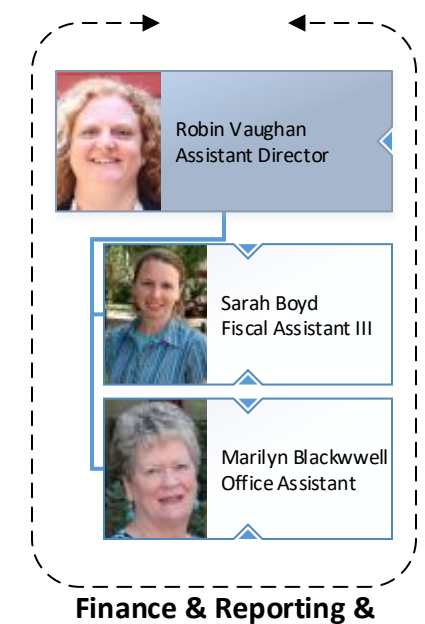 Robin Vaughan
Assistant Director
Sarah Boyd
Fiscal Assistant III
Marilyn Blackwwell
Office Assistant
Finance & Reporting &